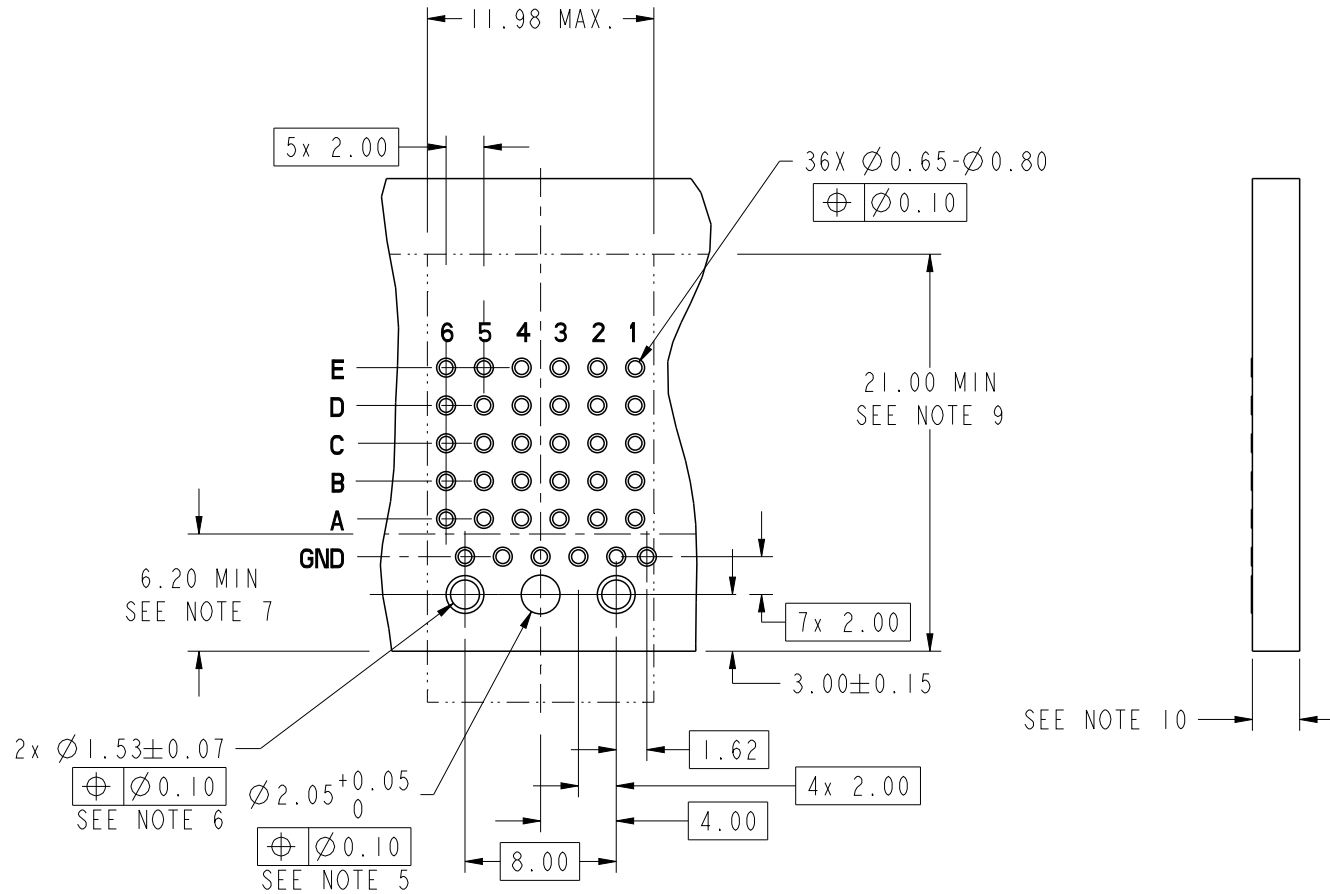 11.98 MAX.
5x 2.00
36X Ø0.65-Ø0.80
⌖ Ø0.10
6 5 4 3 2 1
E
D
C
B
A
GND
21.00 MIN
SEE NOTE 9
6.20 MIN
SEE NOTE 7
7x 2.00
3.00±0.15
SEE NOTE 10
2x Ø1.53±0.07
⌖ Ø0.10
SEE NOTE 6
Ø2.05 +0.05
0
⌖ Ø0.10
SEE NOTE 5
1.62
4x 2.00
4.00
8.00